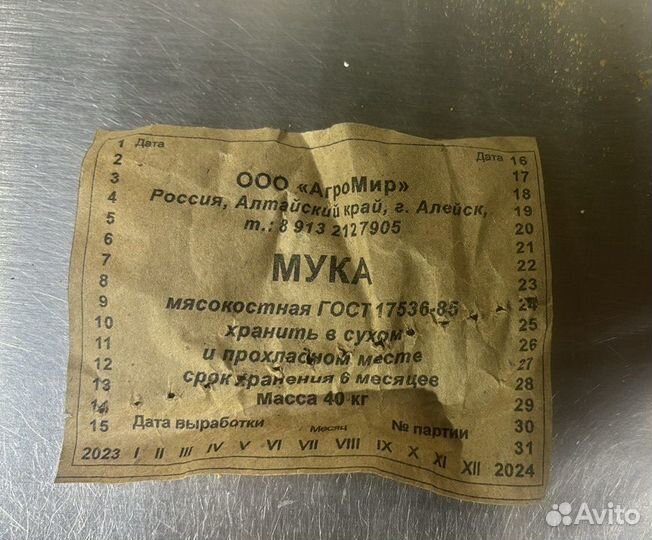 1 Дата
Дата 16
2
17
3
18
4
19
5
20
6
21
7
22
8
23
9
24
10
25
11
26
12
27
13
28
14
29
15
30
31
ООО «АгроМир»
Россия, Алтайский край, г. Алейск,
т.: 8 913 2127905
МУКА
мясокостная ГОСТ 17536-85
хранить в сухом
и прохладном месте
срок хранения 6 месяцев
Масса 40 кг
Дата выработки Месяц № партии
2023 I II III IV V VI VII VIII IX X XI XII 2024
Avito